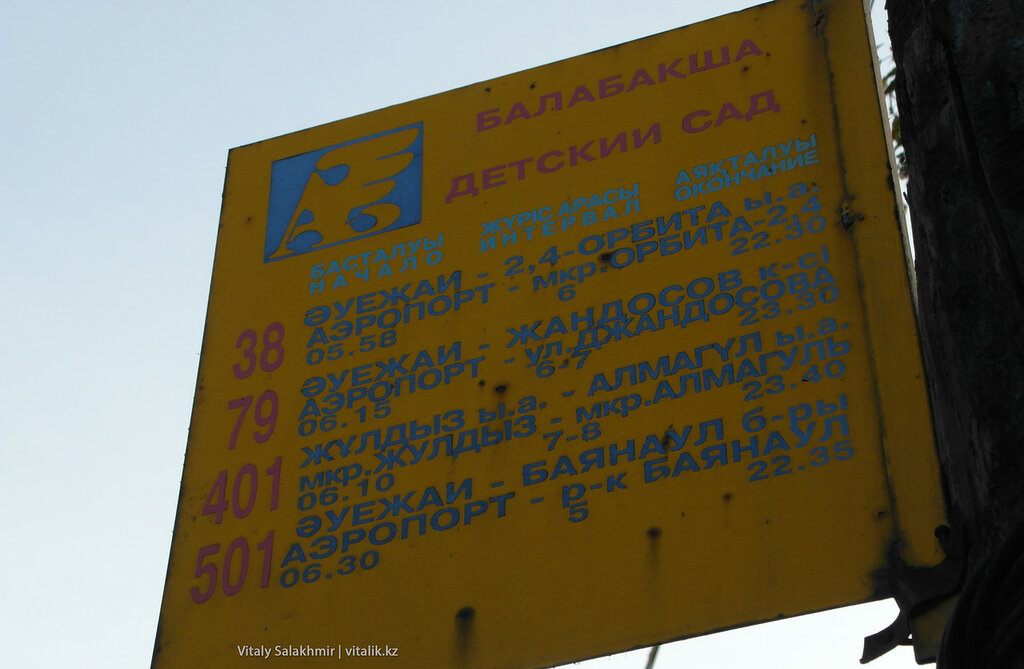 БАЛАБАҚША
ДЕТСКИЙ САД
БАСТАЛУЫ ЖҮРІС АРАСЫ АЯҚТАЛУЫ
НАЧАЛО ИНТЕРВАЛ ОКОНЧАНИЕ
38 ӘУЕЖАЙ - 2,4-ОРБИТА ы.а.
АЭРОПОРТ - мкр.ОРБИТА-2,4
05.58 6 22.30
79 ӘУЕЖАЙ - ЖАНДОСОВ к-сі
АЭРОПОРТ - ул.ДЖАНДОСОВА
06.15 6-7 23.30
401 ЖҰЛДЫЗ ы.а. - АЛМАГҮЛ ы.а.
мкр.ЖУЛДЫЗ - мкр.АЛМАГУЛЬ
06.10 7-8 23.40
501 ӘУЕЖАЙ - БАЯНАУЛ б-ры
АЭРОПОРТ - р-к БАЯНАУЛ
06.30 5 22.35
Vitaly Salakhmir | vitalik.kz